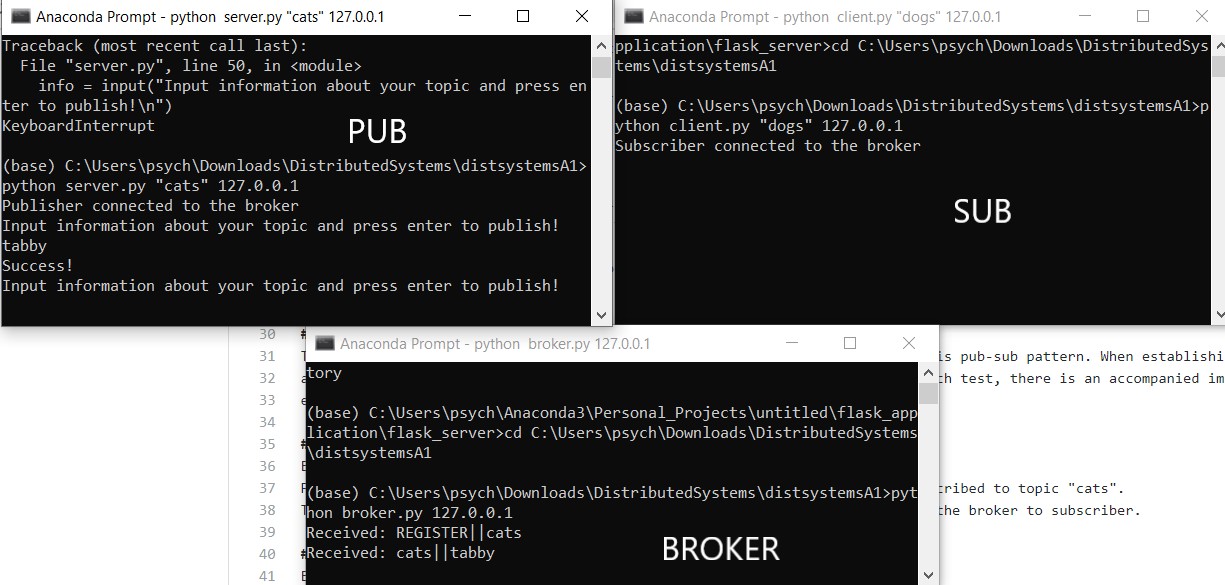 Anaconda Prompt - python  server.py "cats" 127.0.0.1
Traceback (most recent call last):
  File "server.py", line 50, in <module>
    info = input("Input information about your topic and press en
ter to publish!\n")
KeyboardInterrupt
PUB
(base) C:\Users\psych\Downloads\DistributedSystems\distsystemsA1>
python server.py "cats" 127.0.0.1
Publisher connected to the broker
Input information about your topic and press enter to publish!
tabby
Success!
Input information about your topic and press enter to publish!
Anaconda Prompt - python  client.py "dogs" 127.0.0.1
pplication\flask_server>cd C:\Users\psych\Downloads\DistributedSys
tems\distsystemsA1
(base) C:\Users\psych\Downloads\DistributedSystems\distsystemsA1>p
ython client.py "dogs" 127.0.0.1
Subscriber connected to the broker
SUB
Anaconda Prompt - python  broker.py 127.0.0.1
tory
(base) C:\Users\psych\Anaconda3\Personal_Projects\untitled\flask_app
lication\flask_server>cd C:\Users\psych\Downloads\DistributedSystems
\distsystemsA1
(base) C:\Users\psych\Downloads\DistributedSystems\distsystemsA1>pyt
hon broker.py 127.0.0.1
Received: REGISTER||cats
Received: cats||tabby
BROKER
30 #
31 is pub-sub pattern. When establishi
32 test, there is an accompanied im
33
34
35 #
36
37 cribed to topic "cats".
38 the broker to subscriber.
39
40 #
41